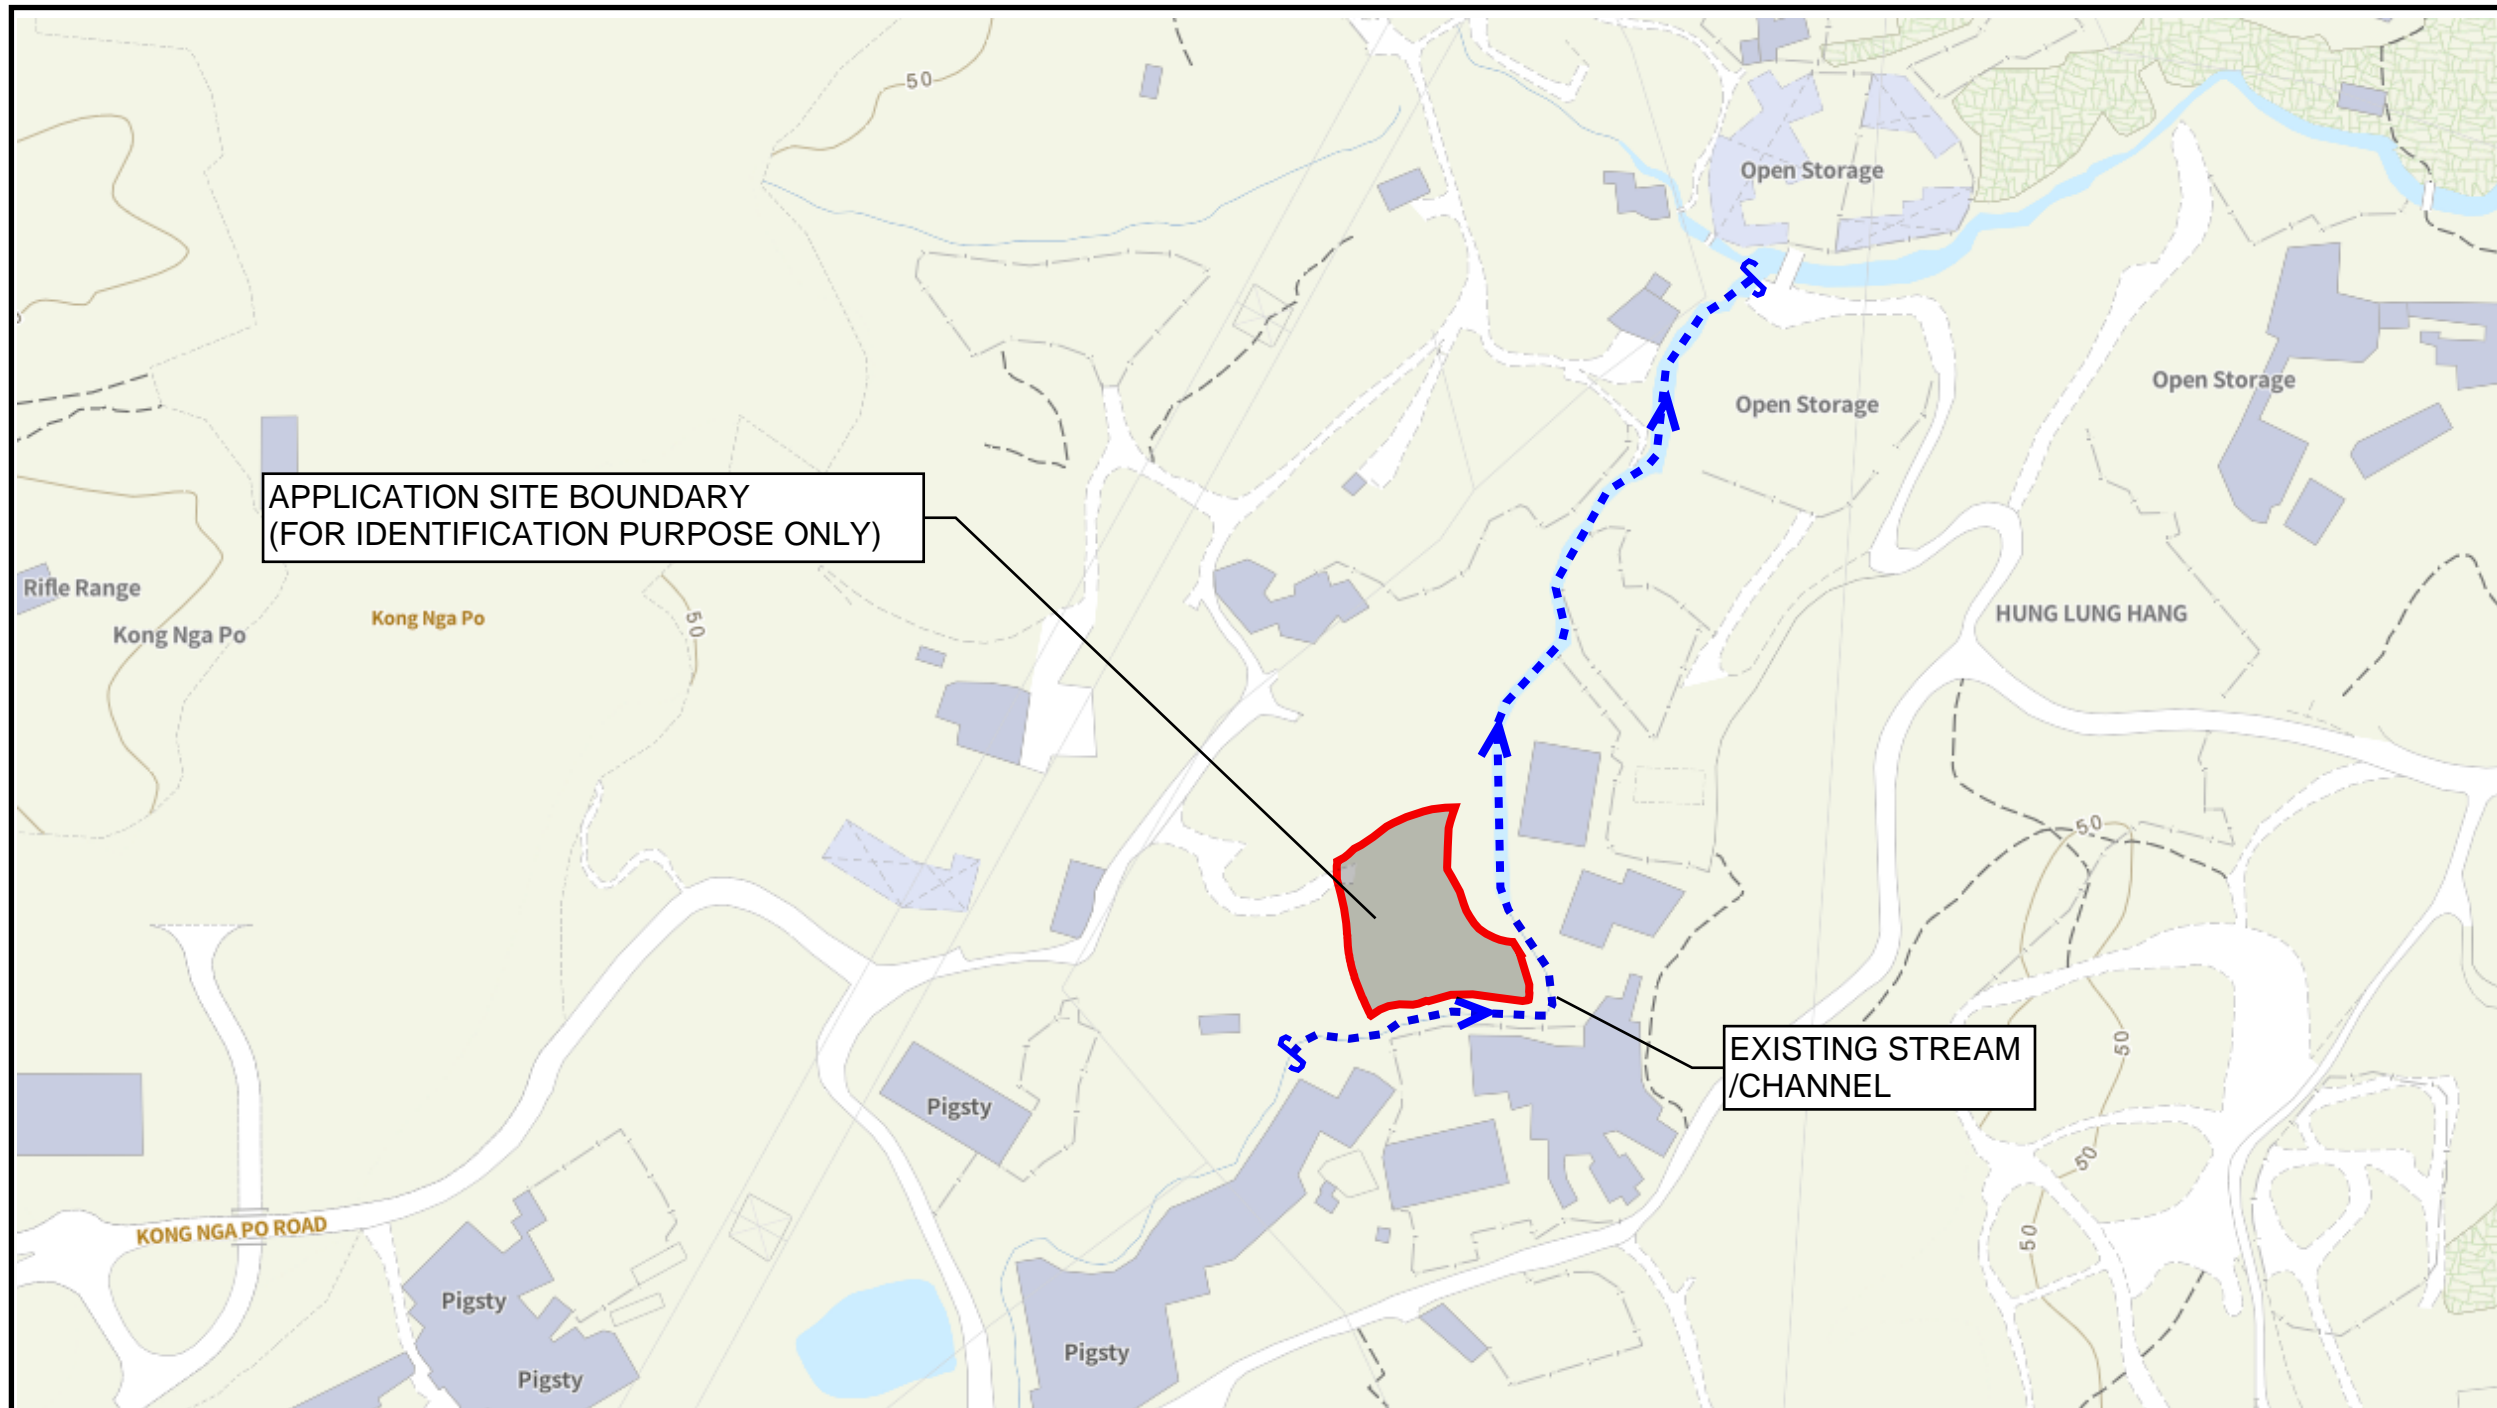 50
Open Storage
Open Storage
Open Storage
APPLICATION SITE BOUNDARY
(FOR IDENTIFICATION PURPOSE ONLY)
Rifle Range
Kong Nga Po
Kong Nga Po
50
HUNG LUNG HANG
50
EXISTING STREAM
/CHANNEL
50
Pigsty
50
KONG NGA PO ROAD
50
Pigsty
Pigsty
Pigsty